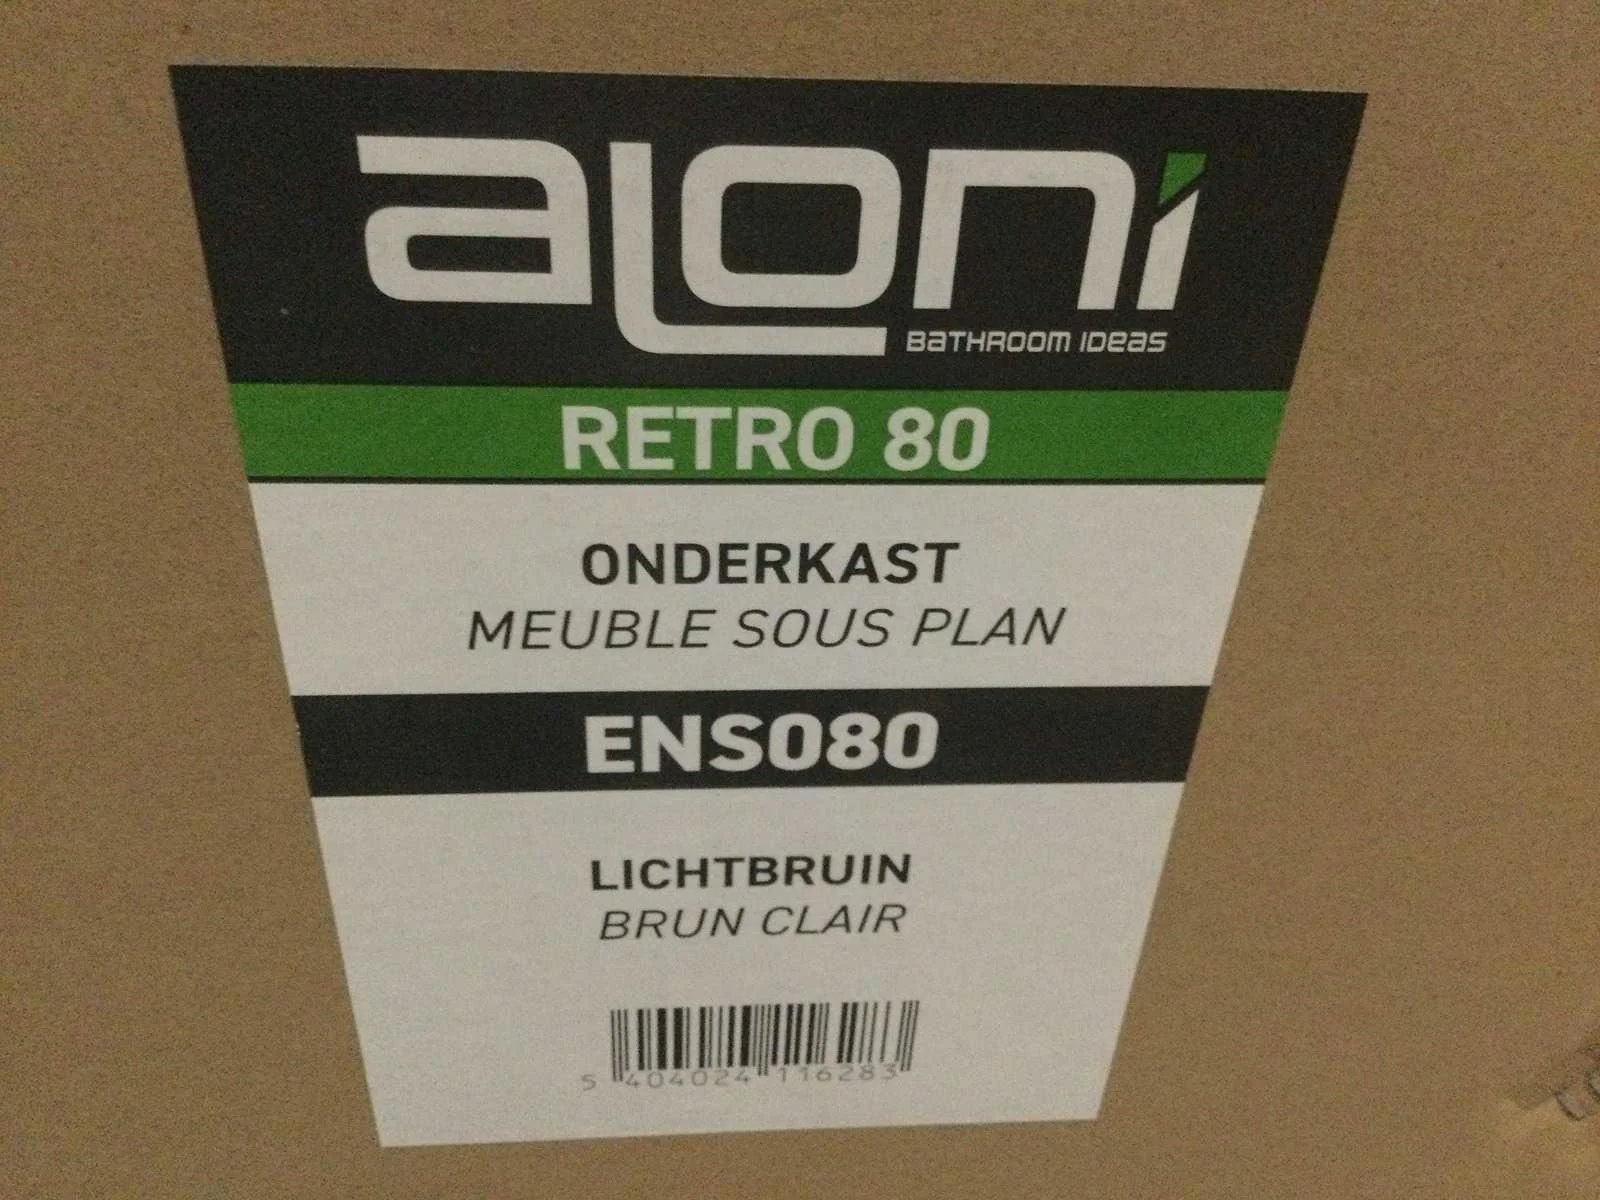 aloni
BATHROOM IDEAS
RETRO 80
ONDERKAST
MEUBLE SOUS PLAN
ENS080
LICHTBRUIN
BRUN CLAIR
5 404024 116283